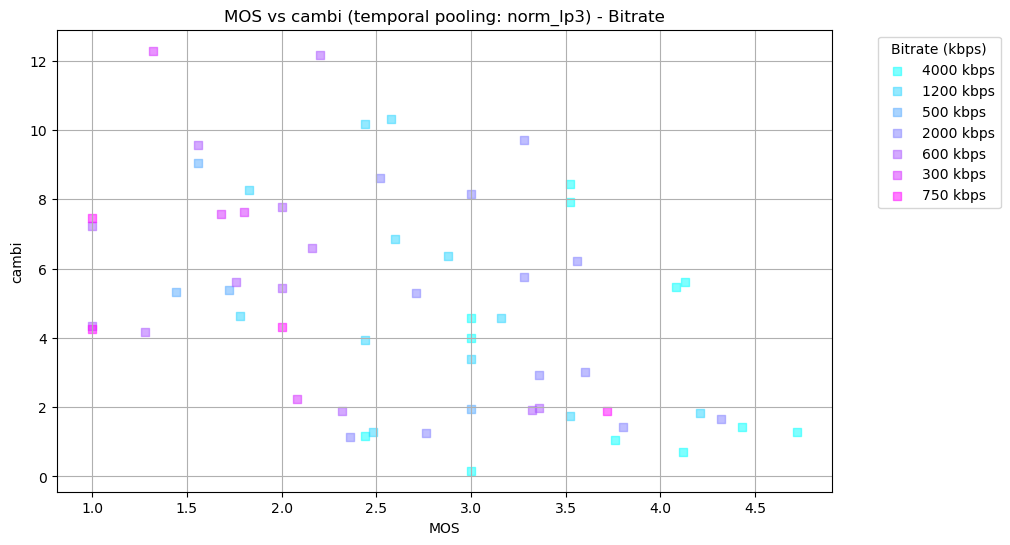 MOS vs cambi (temporal pooling: norm_lp3) - Bitrate
cambi
12
10
8
6
4
2
0
1.0 1.5 2.0 2.5 3.0 3.5 4.0 4.5
MOS
Bitrate (kbps)
4000 kbps
1200 kbps
500 kbps
2000 kbps
600 kbps
300 kbps
750 kbps